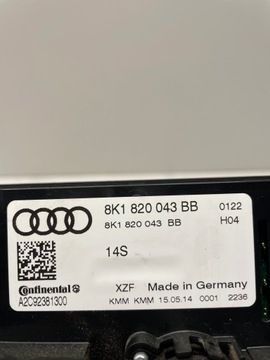 8K1 820 043 BB 0122
8K1 820 043 BB H04
14S
Continental XZF Made in Germany
A2C92381300 KMM KMM 15.05.14 0001 2236